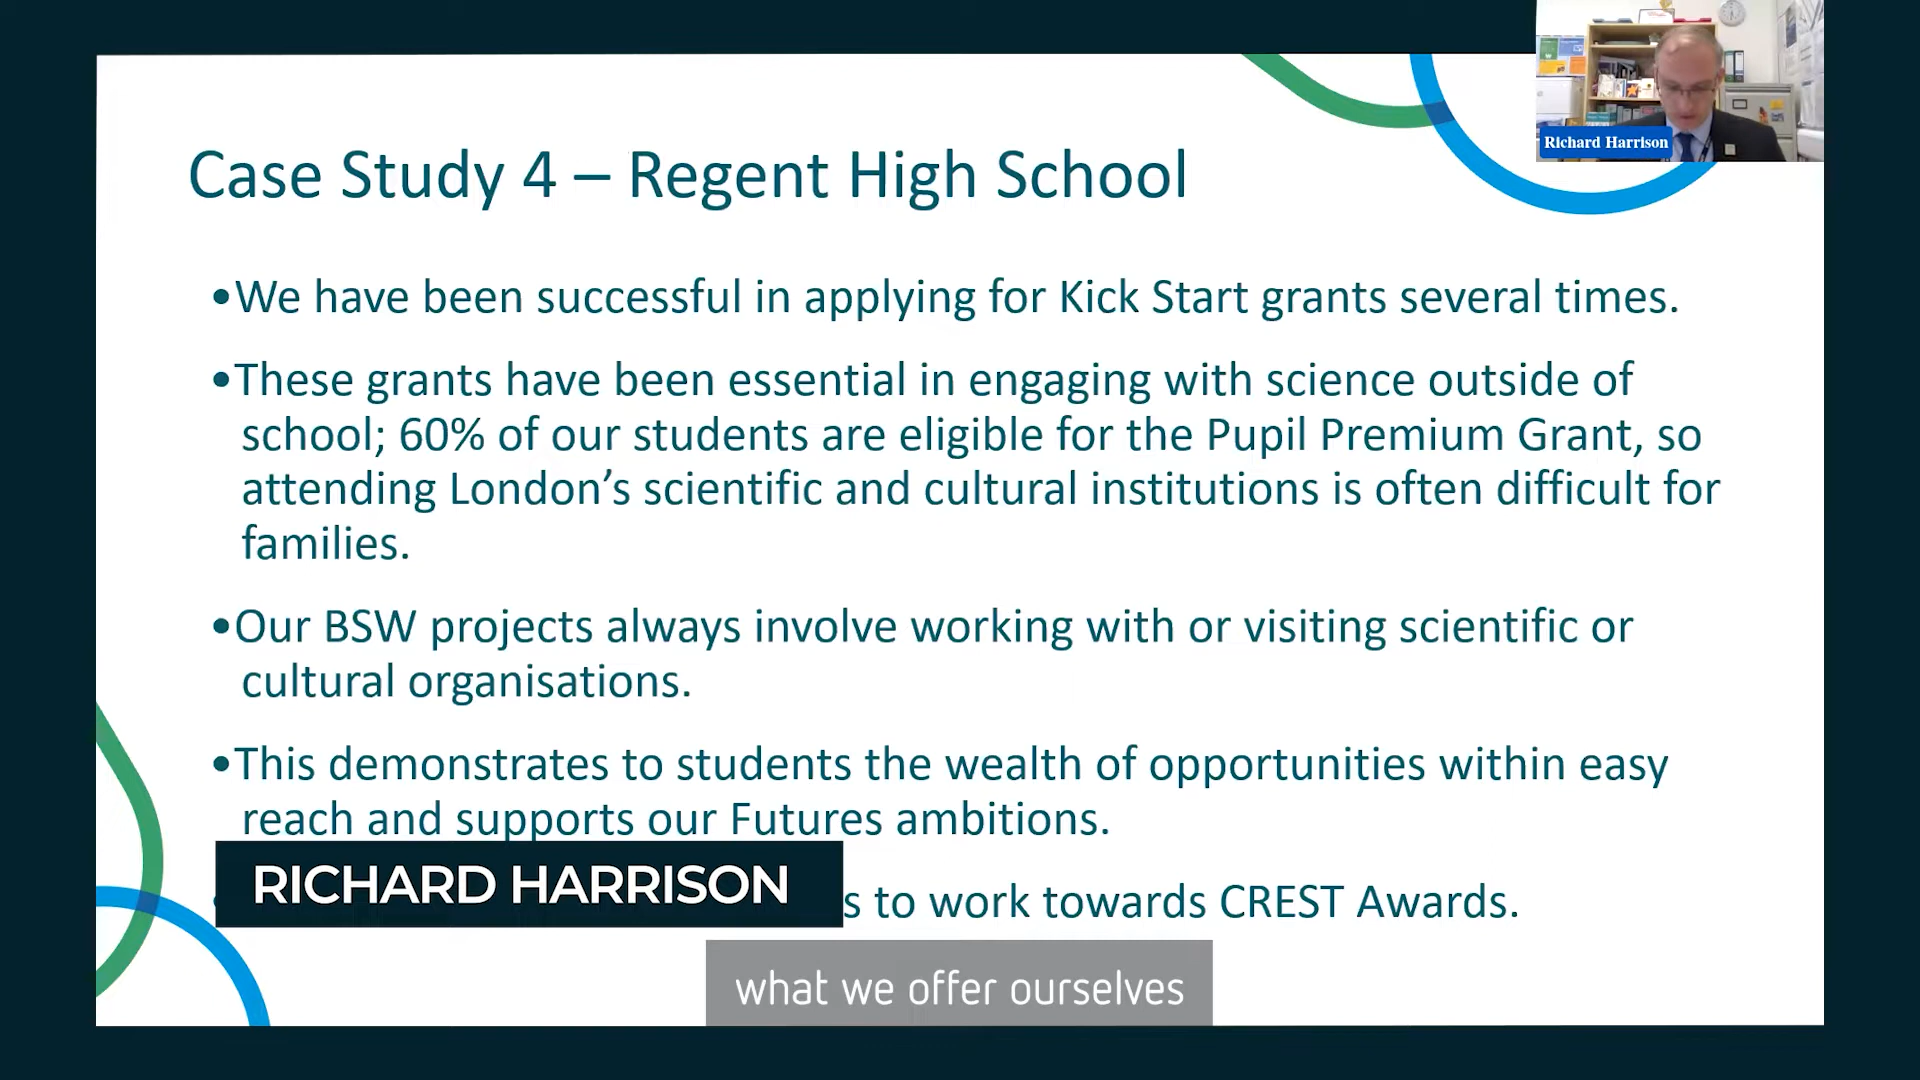 Richard Harrison
Case Study 4 – Regent High School
•We have been successful in applying for Kick Start grants several times.
•These grants have been essential in engaging with science outside of
school; 60% of our students are eligible for the Pupil Premium Grant, so
attending London’s scientific and cultural institutions is often difficult for
families.
•Our BSW projects always involve working with or visiting scientific or
cultural organisations.
•This demonstrates to students the wealth of opportunities within easy
reach and supports our Futures ambitions.
RICHARD HARRISON
to work towards CREST Awards.
what we offer ourselves